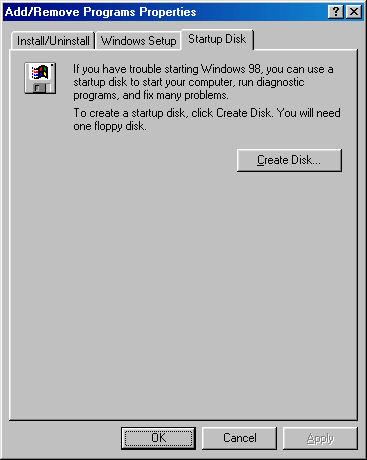 Add/Remove Programs Properties
Install/Uninstall Windows Setup Startup Disk
If you have trouble starting Windows 98, you can use a
startup disk to start your computer, run diagnostic
programs, and fix many problems.
To create a startup disk, click Create Disk. You will need
one floppy disk.
Create Disk...
OK Cancel Apply